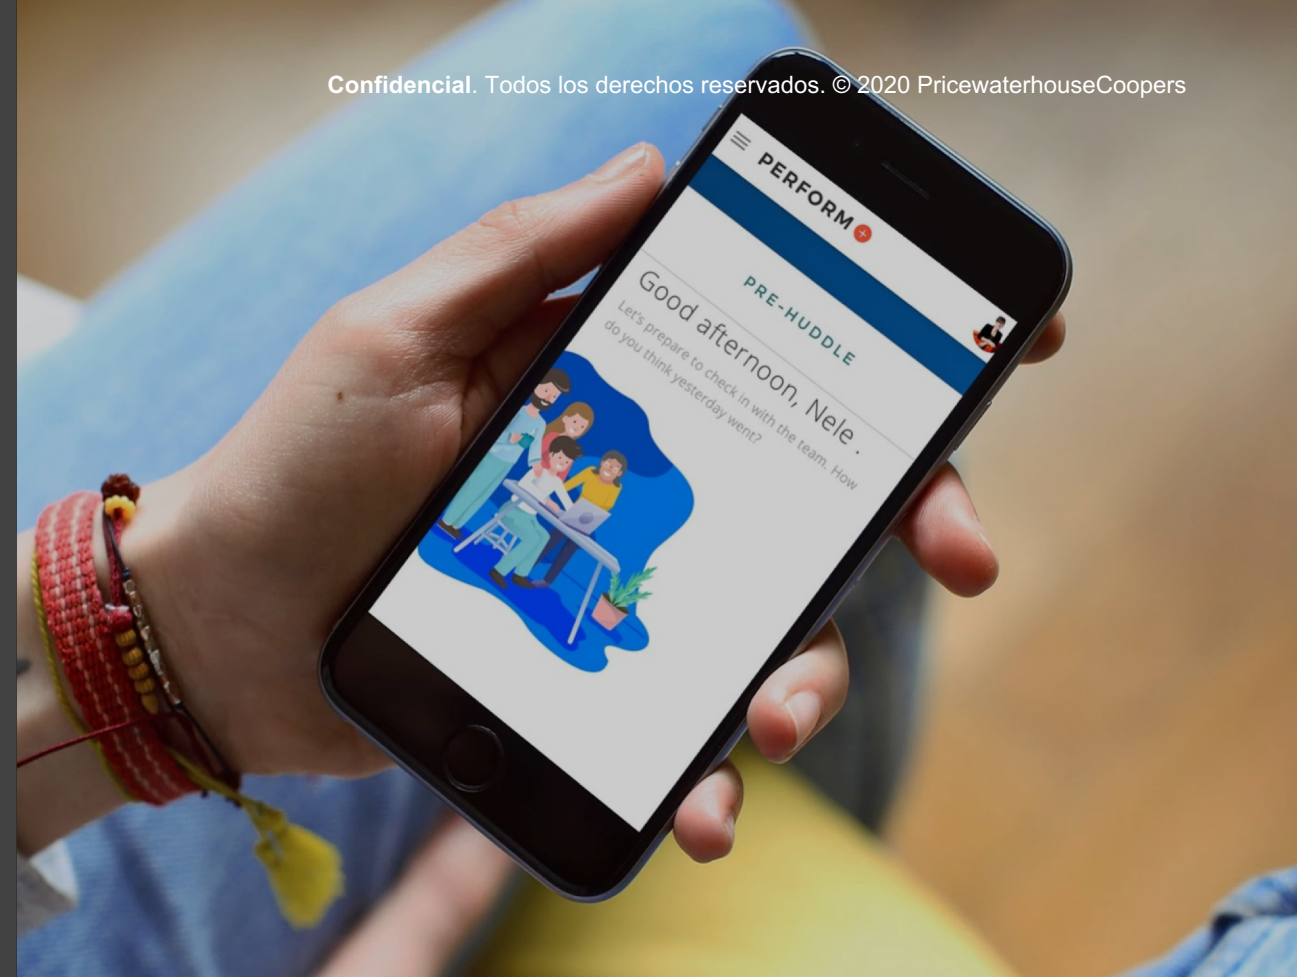 Confidencial. Todos los derechos reservados. © 2020 PricewaterhouseCoopers
PERFORM+
PRE-HUDDLE
Good afternoon, Nele .
Let's prepare to check in with the team. How
do you think yesterday went?